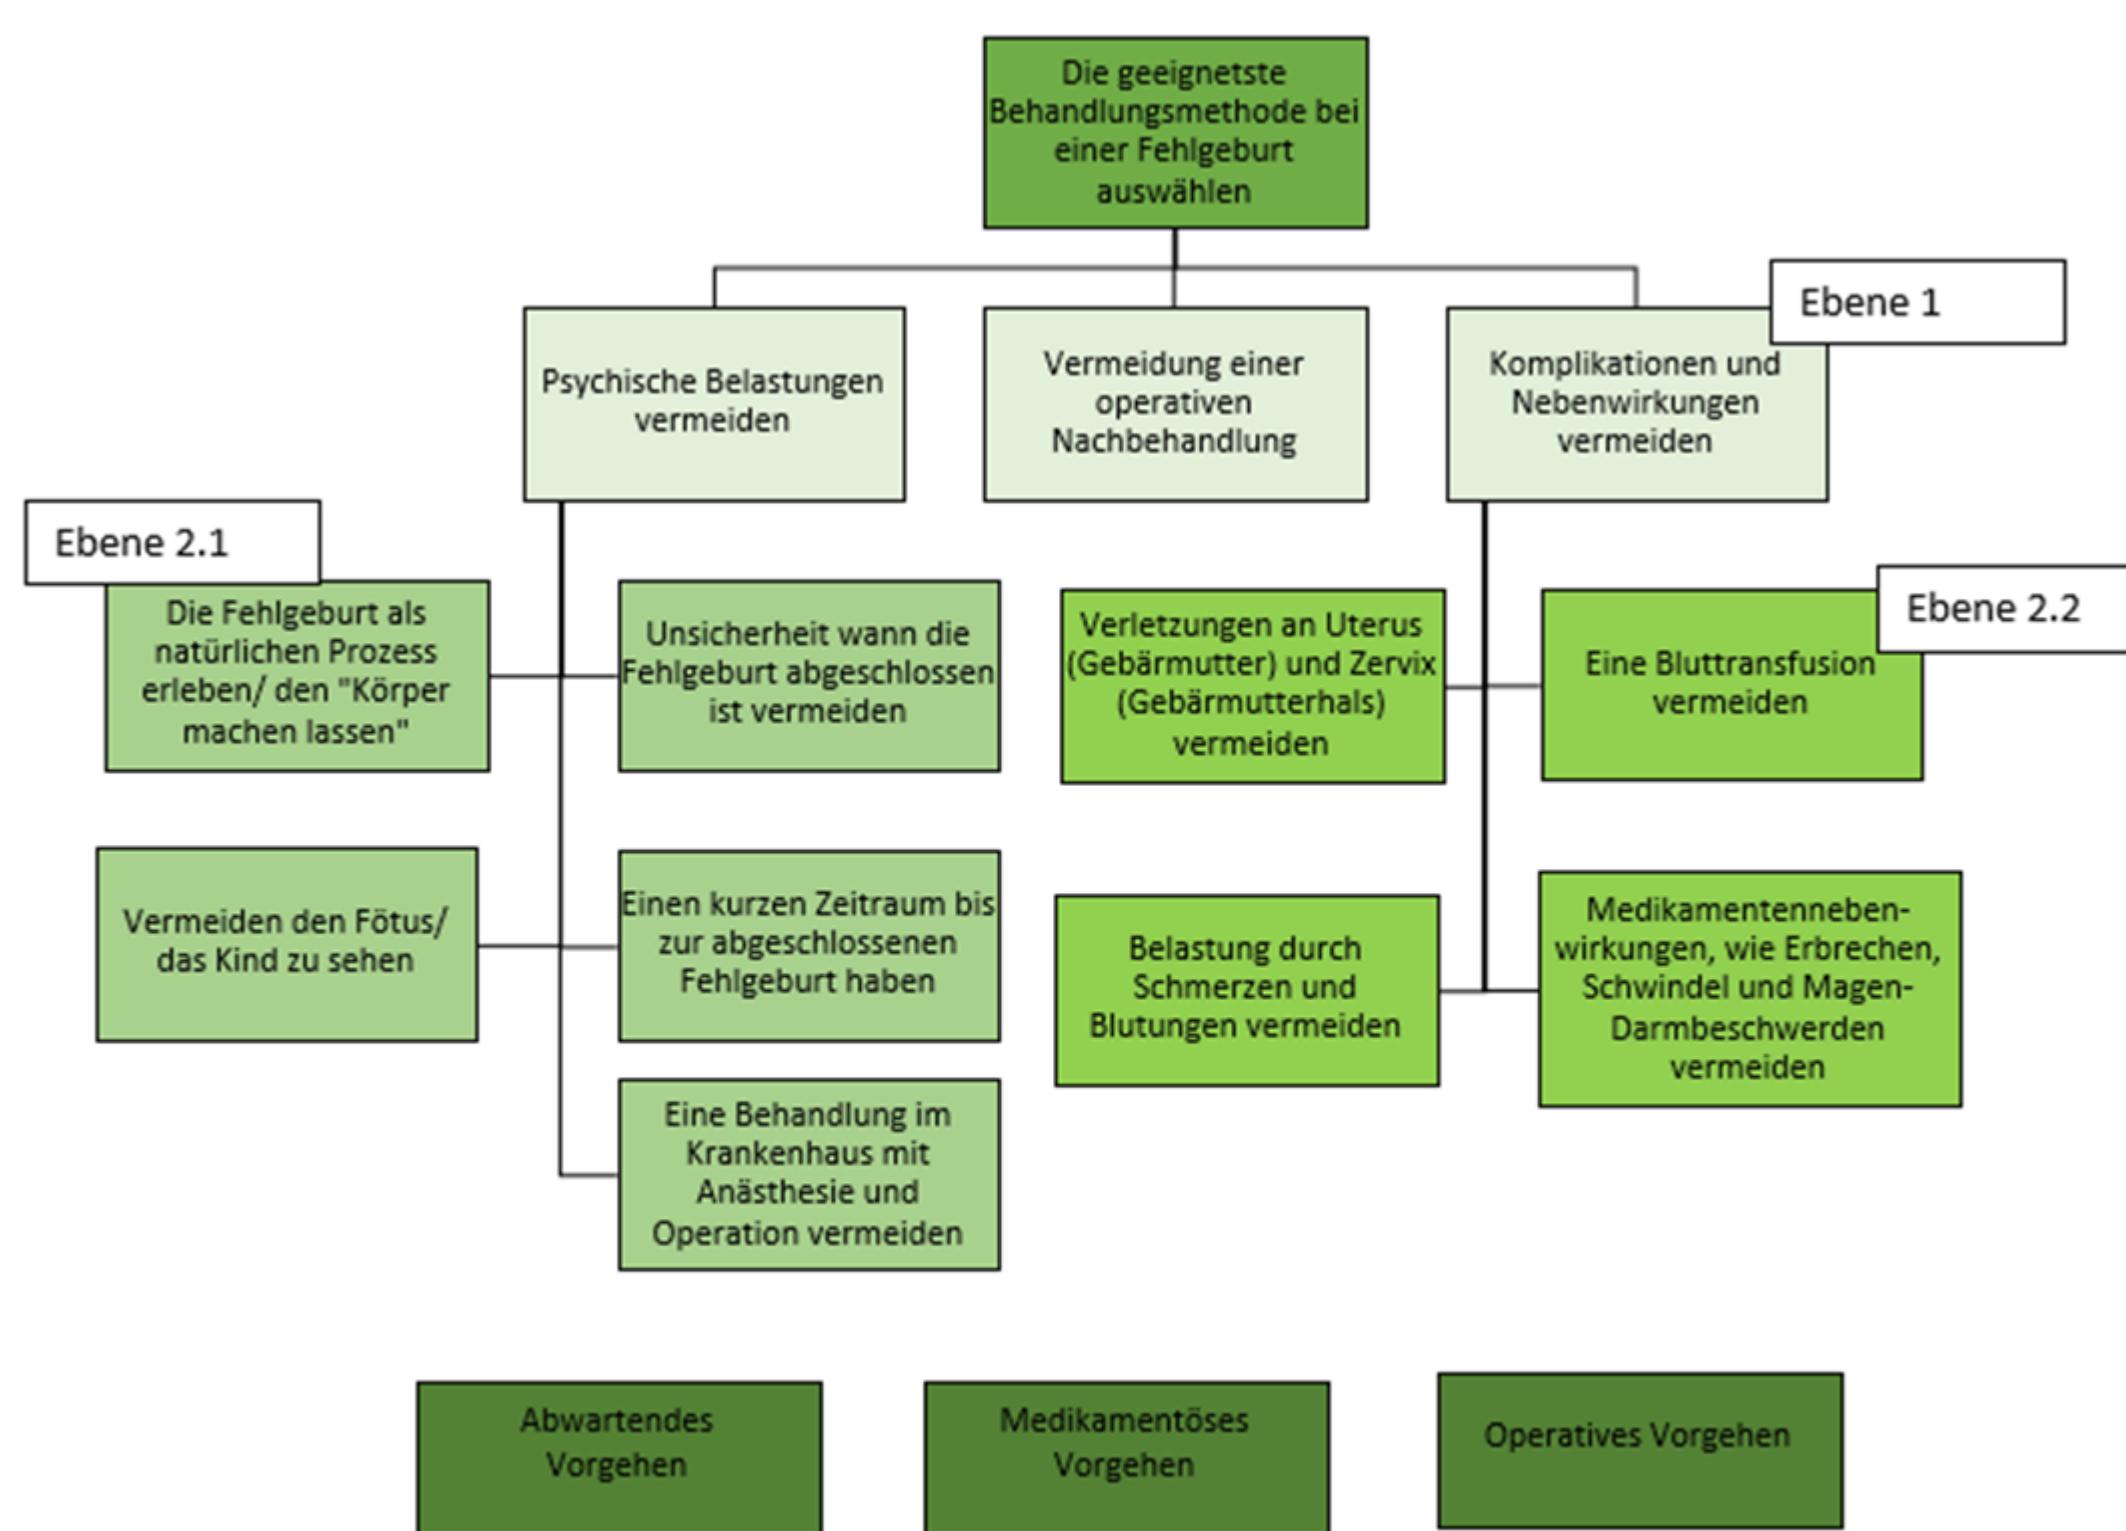 Die geeignetste
Behandlungsmethode bei
einer Fehlgeburt
auswählen
Ebene 1
Psychische Belastungen
vermeiden
Vermeidung einer
operativen
Nachbehandlung
Komplikationen und
Nebenwirkungen
vermeiden
Ebene 2.1
Die Fehlgeburt als
natürlichen Prozess
erleben/ den "Körper
machen lassen"
Unsicherheit wann die
Fehlgeburt abgeschlossen
ist vermeiden
Verletzungen an Uterus
(Gebärmutter) und Zervix
(Gebärmutterhals)
vermeiden
Ebene 2.2
Eine Bluttransfusion
vermeiden
Vermeiden den Fötus/
das Kind zu sehen
Einen kurzen Zeitraum bis
zur abgeschlossenen
Fehlgeburt haben
Belastung durch
Schmerzen und
Blutungen vermeiden
Medikamentenneben-
wirkungen, wie Erbrechen,
Schwindel und Magen-
Darmbeschwerden
vermeiden
Eine Behandlung im
Krankenhaus mit
Anästhesie und
Operation vermeiden
Abwartendes
Vorgehen
Medikamentöses
Vorgehen
Operatives Vorgehen